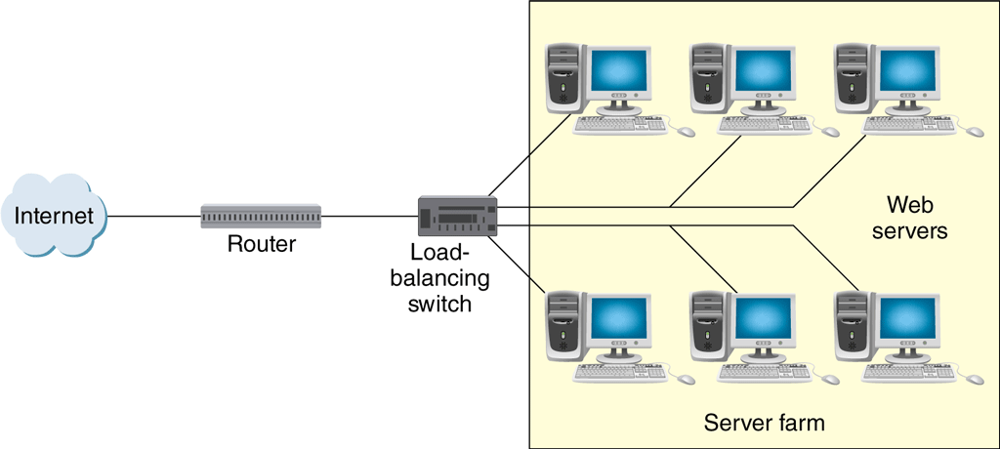 Internet
Router
Load-
balancing
switch
Web
servers
Server farm